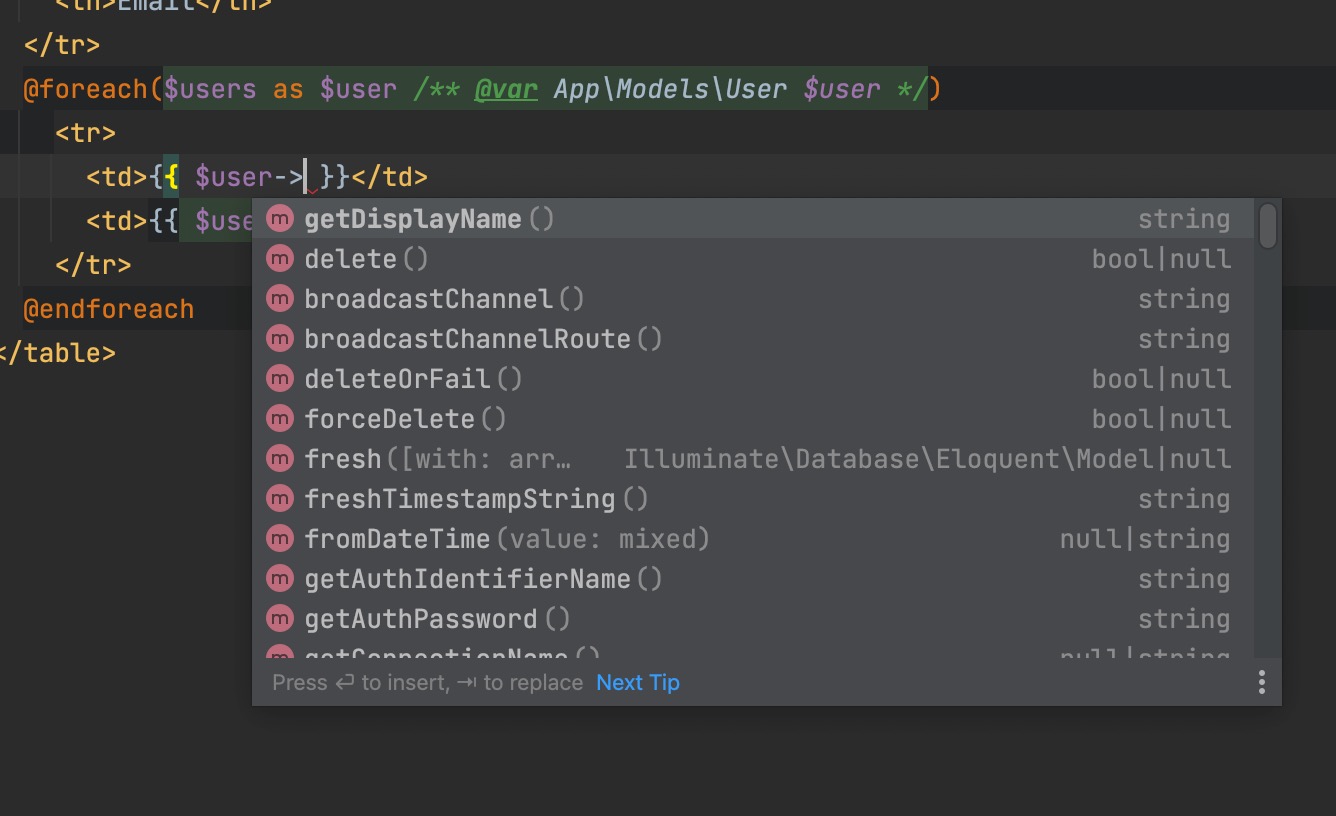 <th>Email</th>
</tr>
@foreach($users as $user /** @var App\Models\User $user */)
<tr>
<td>{{ $user-> }}</td>
<td>{{ $use
</tr>
@endforeach
</table>
m getDisplayName() string
m delete() bool|null
m broadcastChannel() string
m broadcastChannelRoute() string
m deleteOrFail() bool|null
m forceDelete() bool|null
m fresh([with: arr… Illuminate\Database\Eloquent\Model|null
m freshTimestampString() string
m fromDateTime(value: mixed) null|string
m getAuthIdentifierName() string
m getAuthPassword() string
m getConnectionName() null|string
Press ↵ to insert, ⇥ to replace Next Tip